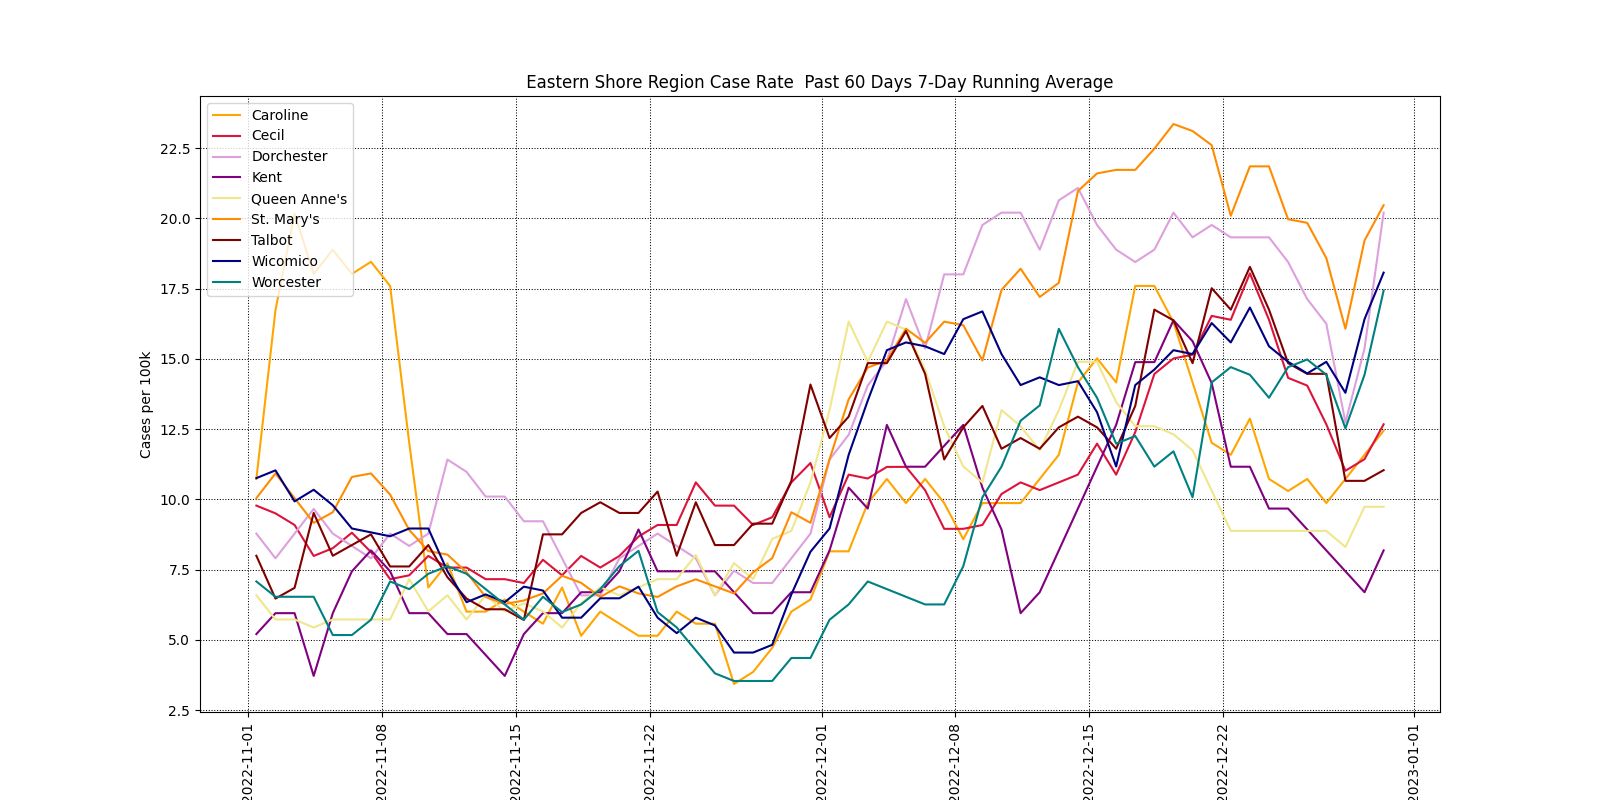 Eastern Shore Region Case Rate  Past 60 Days 7-Day Running Average
Caroline
Cecil
Dorchester
Kent
Queen Anne's
St. Mary's
Talbot
Wicomico
Worcester
Cases per 100k
22.5
20.0
17.5
15.0
12.5
10.0
7.5
5.0
2.5
2022-11-01
2022-11-08
2022-11-15
2022-11-22
2022-12-01
2022-12-08
2022-12-15
2022-12-22
2023-01-01